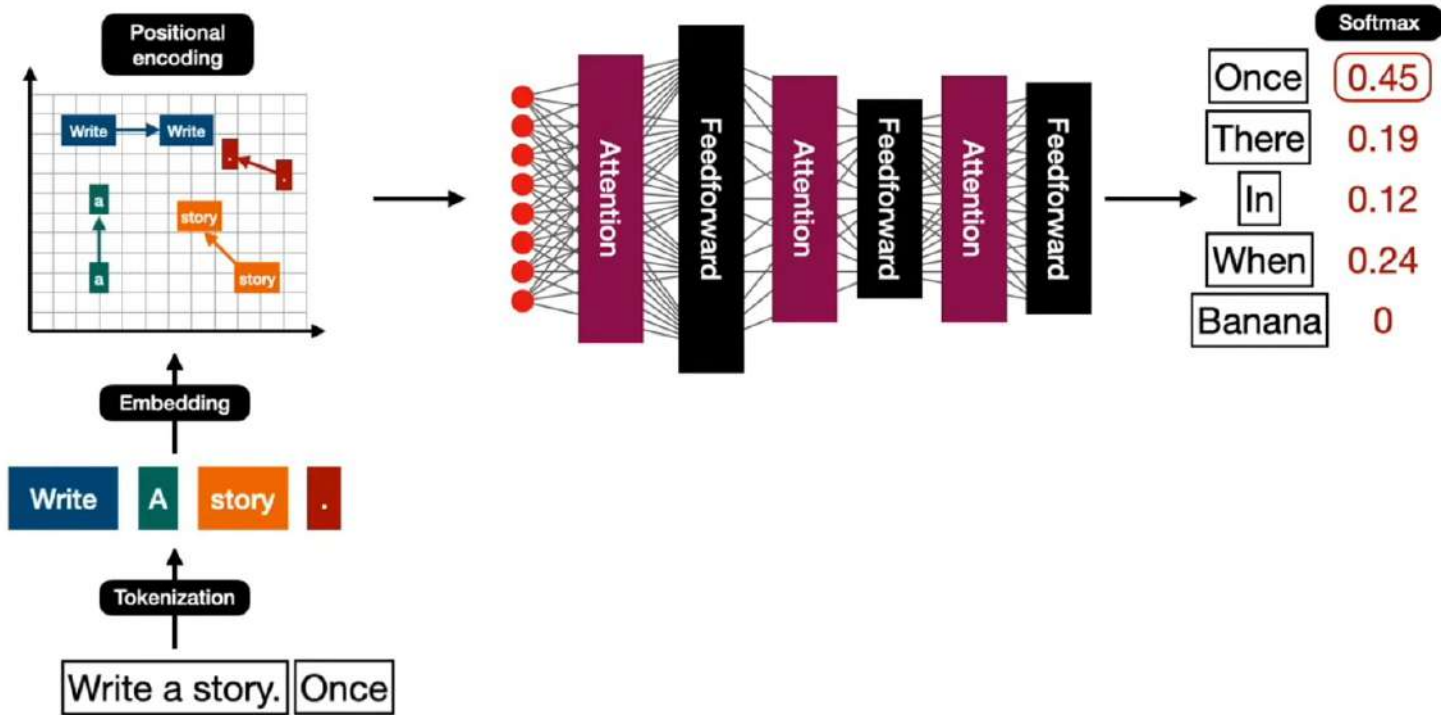 Positional
encoding
Write
Write
.
.
a
story
a
story
Embedding
Write
A
story
.
Tokenization
Write a story.
Once
Attention
Feedforward
Attention
Feedforward
Attention
Feedforward
Softmax
Once 0.45
There 0.19
In 0.12
When 0.24
Banana 0